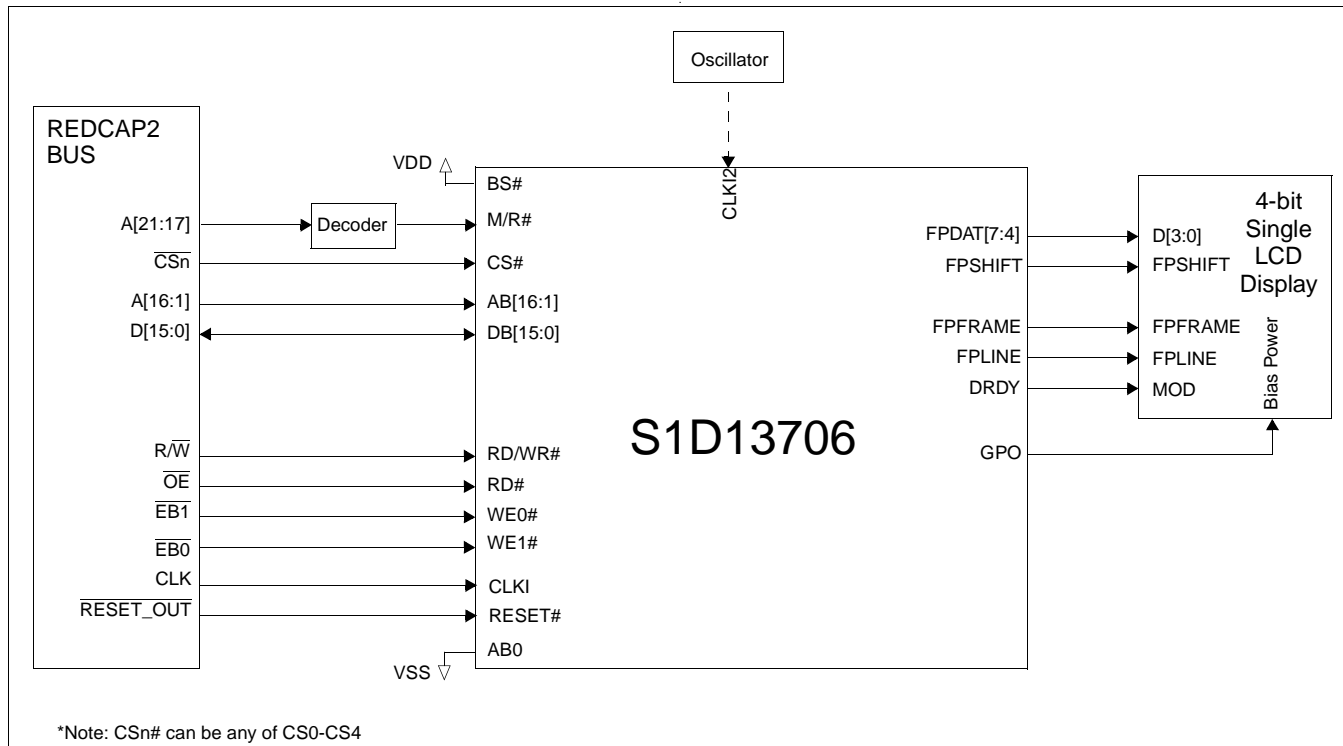 Oscillator
REDCAP2
BUS
A[21:17]
CSn
A[16:1]
D[15:0]
R/W
OE
EB1
EB0
CLK
RESET_OUT
Decoder
VDD
VSS
BS#
M/R#
CS#
AB[16:1]
DB[15:0]
RD/WR#
RD#
WE0#
WE1#
CLKI
RESET#
AB0
CLKI2
S1D13706
FPDAT[7:4]
FPSHIFT
FPFRAME
FPLINE
DRDY
GPO
4-bit
Single
LCD
Display
D[3:0]
FPSHIFT
FPFRAME
FPLINE
MOD
Bias Power
*Note: CSn# can be any of CS0-CS4